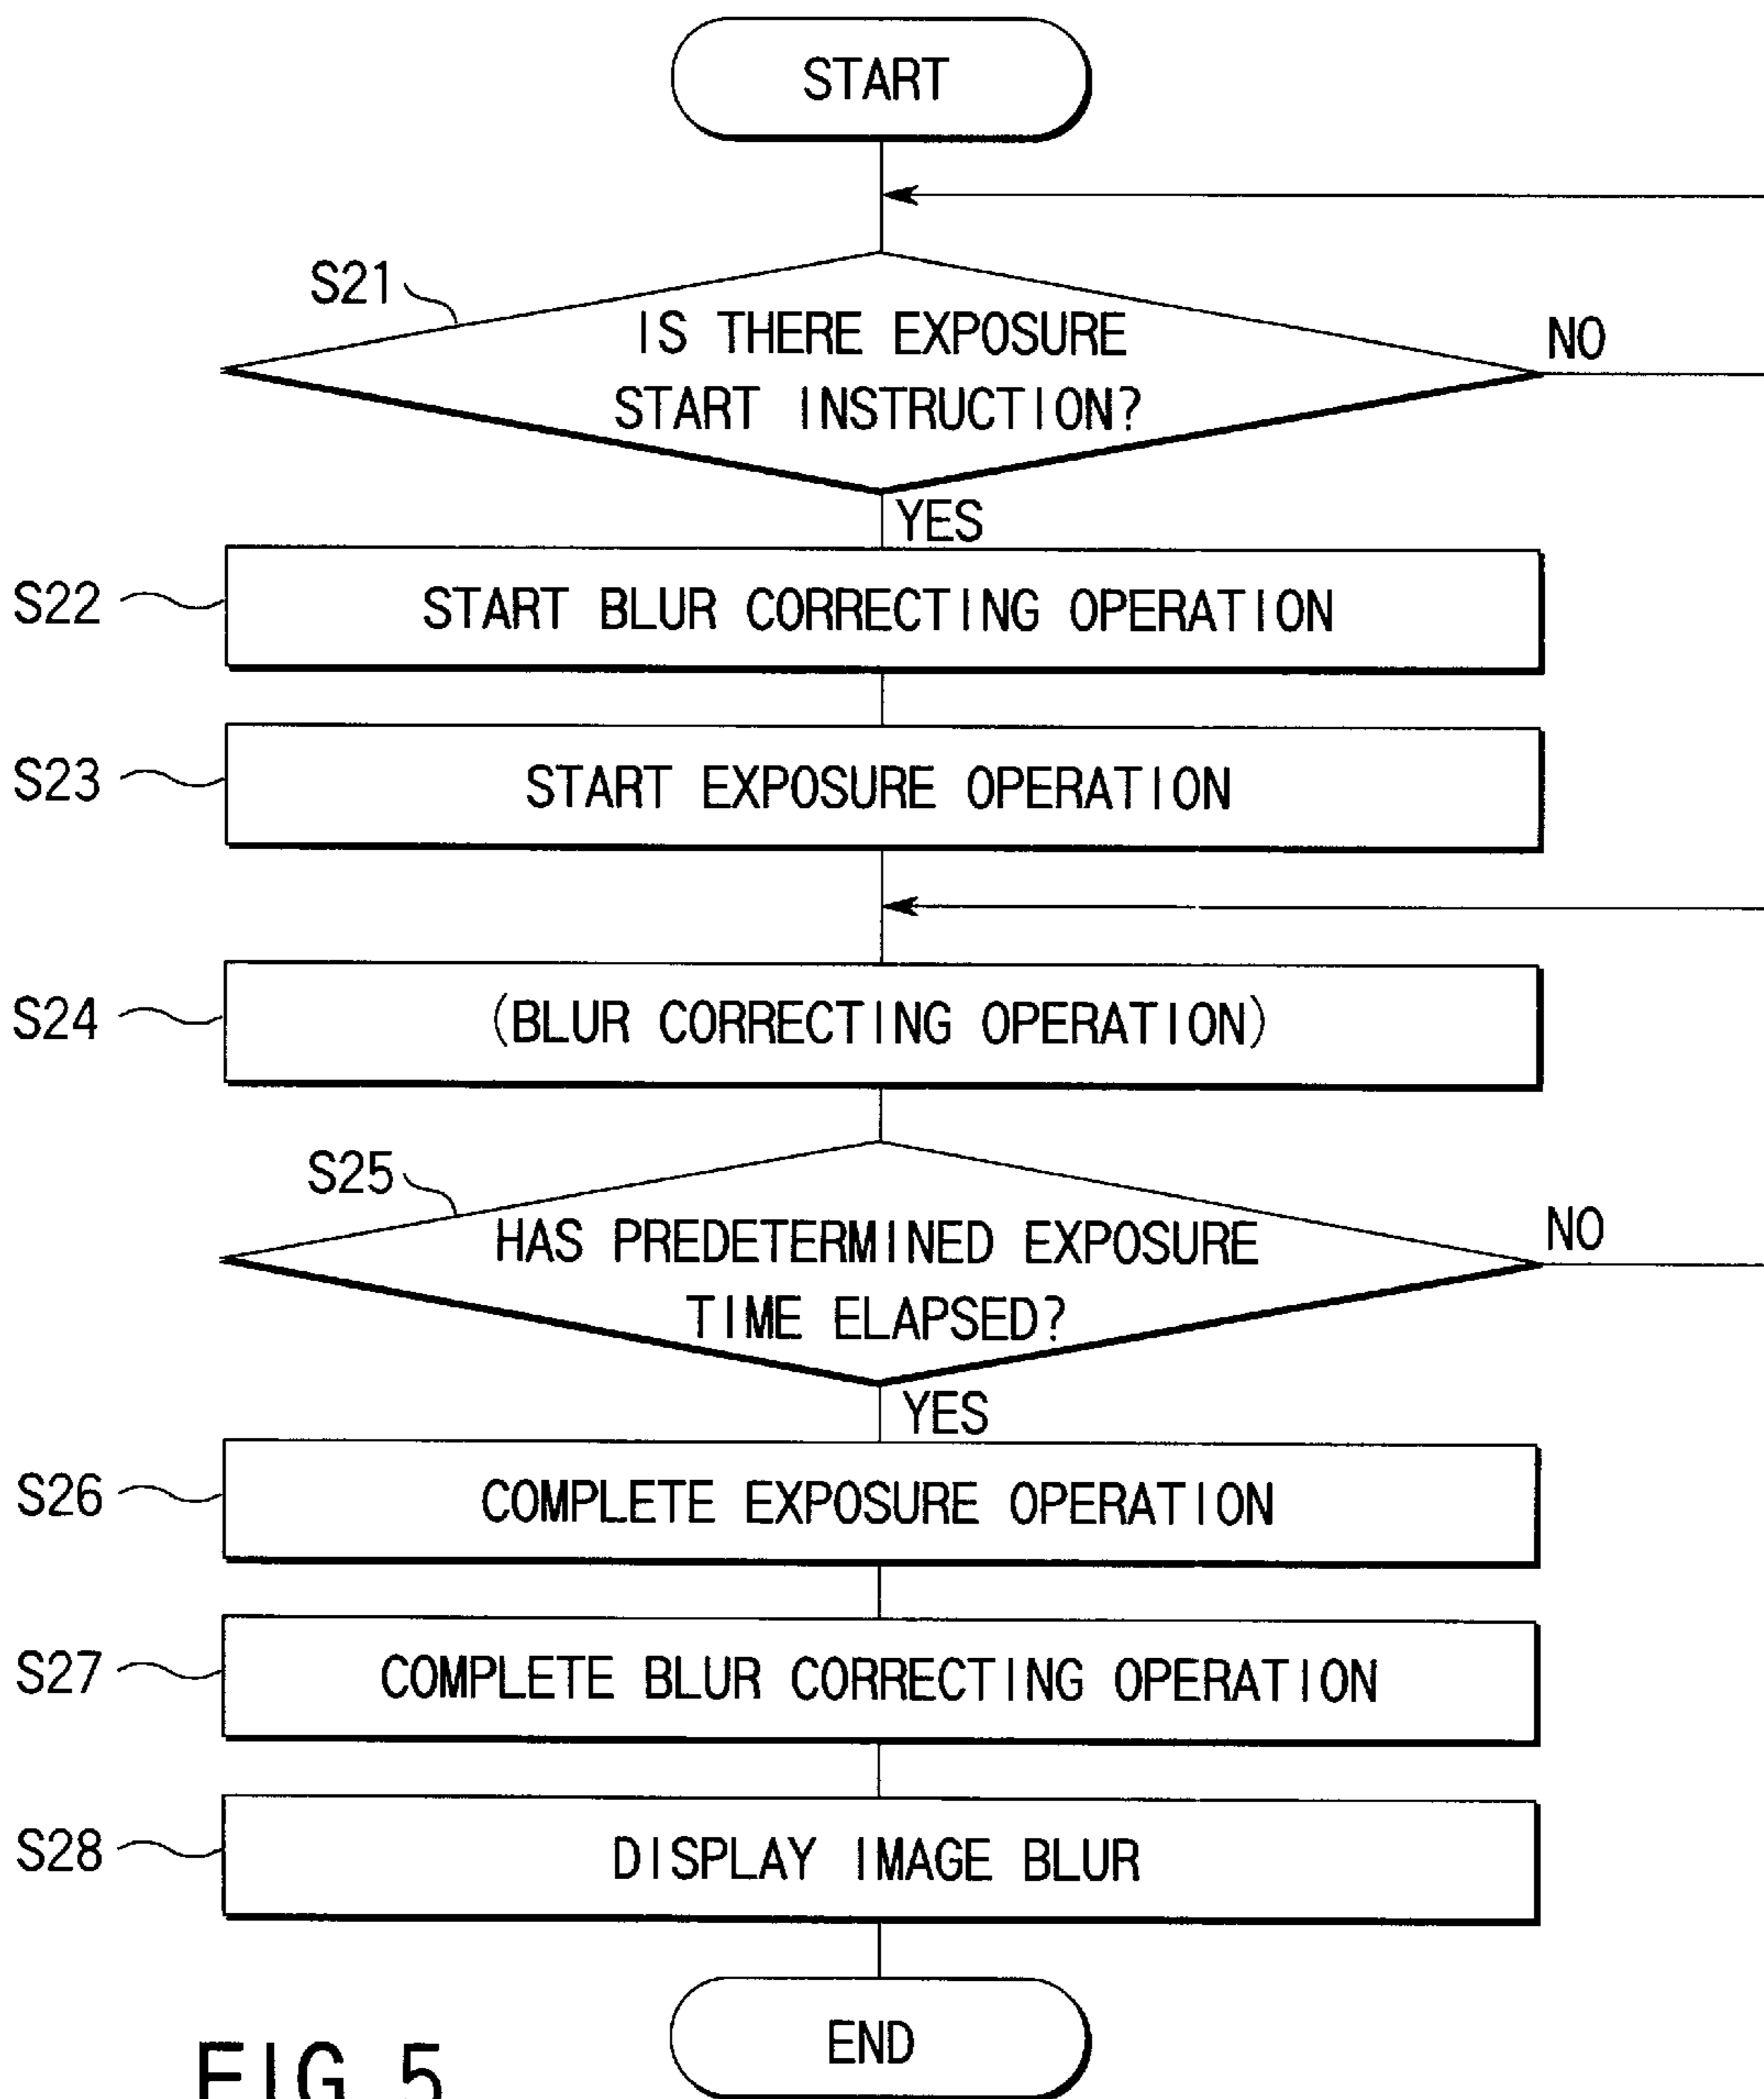 START
S21
IS THERE EXPOSURE
START INSTRUCTION?
NO
YES
S22
START BLUR CORRECTING OPERATION
S23
START EXPOSURE OPERATION
S24
(BLUR CORRECTING OPERATION)
S25
HAS PREDETERMINED EXPOSURE
TIME ELAPSED?
NO
YES
S26
COMPLETE EXPOSURE OPERATION
S27
COMPLETE BLUR CORRECTING OPERATION
S28
DISPLAY IMAGE BLUR
END
FIG. 5